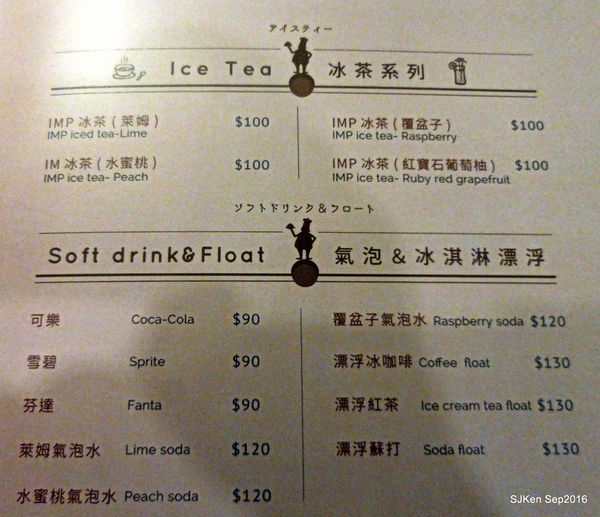 アイスティー
Ice Tea 冰茶系列
IMP 冰茶 ( 萊姆 ) $100
IMP iced tea-Lime
IM 冰茶 ( 水蜜桃 ) $100
IMP ice tea- Peach
IMP 冰茶 ( 覆盆子 ) $100
IMP ice tea- Raspberry
IMP 冰茶 ( 紅寶石葡萄柚 ) $100
IMP ice tea- Ruby red grapefruit
ソフトドリンク＆フロート
Soft drink&Float 氣泡&冰淇淋漂浮
可樂 Coca-Cola $90
雪碧 Sprite $90
芬達 Fanta $90
萊姆氣泡水 Lime soda $120
水蜜桃氣泡水 Peach soda $120
覆盆子氣泡水 Raspberry soda $120
漂浮冰咖啡 Coffee float $130
漂浮紅茶 Ice cream tea float $130
漂浮蘇打 Soda float $130
SJKen Sep2016